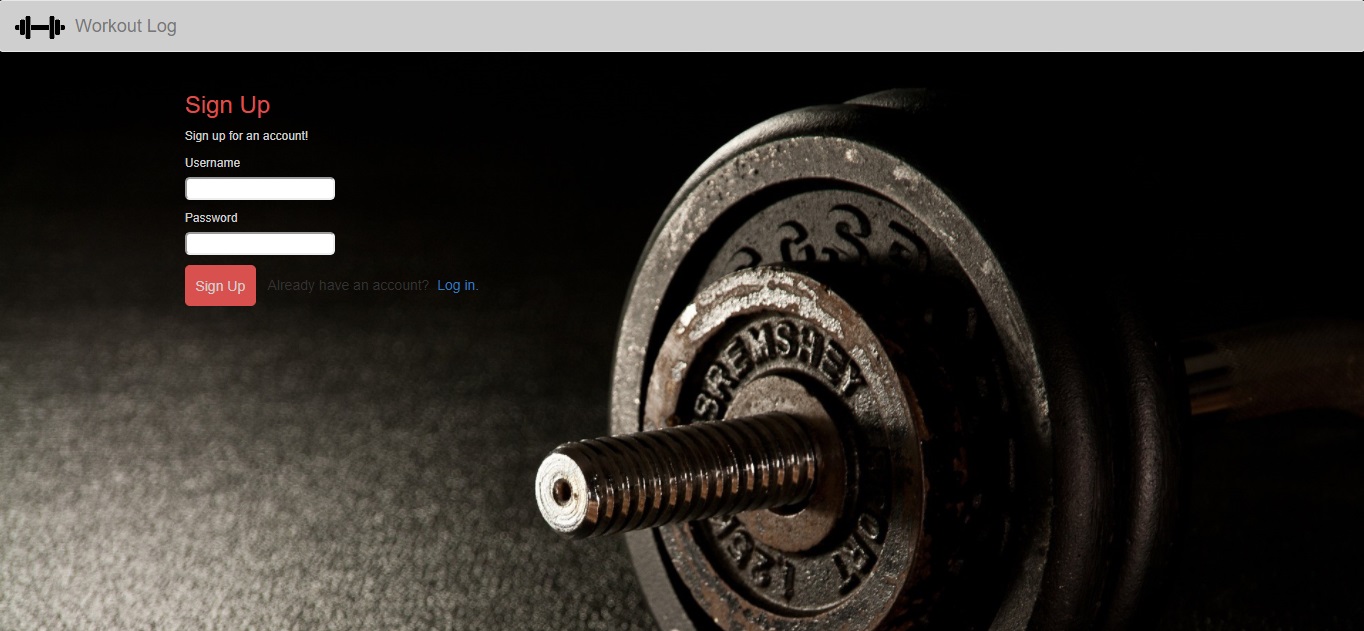 Workout Log
Sign Up
Sign up for an account!
Username
Password
Sign Up Already have an account? Log in.
BREMSHEY